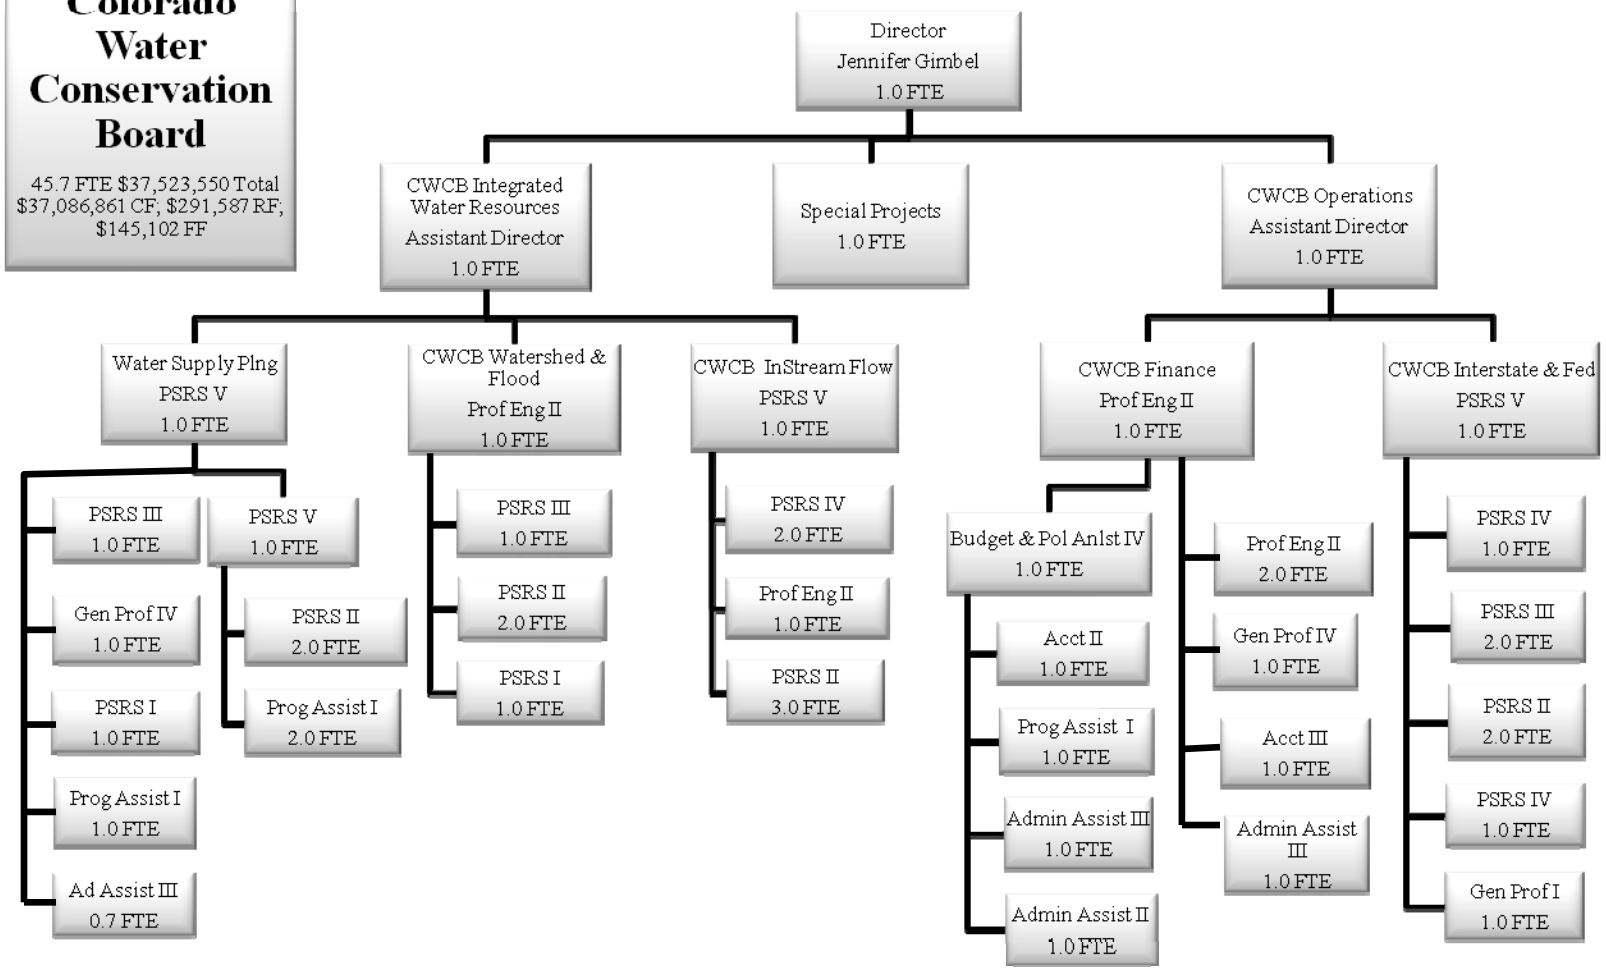 Colorado
Water
Conservation
Board
45.7 FTE $37,523,550 Total
$37,086,861 CF; $291,587 RF;
$145,102 FF
Director
Jennifer Gimbel
1.0 FTE
CWCB Integrated
Water Resources
Assistant Director
1.0 FTE
Special Projects
1.0 FTE
CWCB Operations
Assistant Director
1.0 FTE
Water Supply Plng
PSRS V
1.0 FTE
CWCB Watershed &
Flood
Prof Eng II
1.0 FTE
CWCB InStream Flow
PSRS V
1.0 FTE
CWCB Finance
Prof Eng II
1.0 FTE
CWCB Interstate & Fed
PSRS V
1.0 FTE
PSRS III
1.0 FTE
Gen Prof IV
1.0 FTE
PSRS I
1.0 FTE
Prog Assist I
1.0 FTE
Ad Assist III
0.7 FTE
PSRS V
1.0 FTE
PSRS II
2.0 FTE
Prog Assist I
2.0 FTE
PSRS III
1.0 FTE
PSRS II
2.0 FTE
PSRS I
1.0 FTE
PSRS IV
2.0 FTE
Prof Eng II
1.0 FTE
PSRS II
3.0 FTE
Budget & Pol Anlst IV
1.0 FTE
Acct II
1.0 FTE
Prog Assist I
1.0 FTE
Admin Assist III
1.0 FTE
Admin Assist II
1.0 FTE
Prof Eng II
2.0 FTE
Gen Prof IV
1.0 FTE
Acct III
1.0 FTE
Admin Assist
III
1.0 FTE
PSRS IV
1.0 FTE
PSRS III
2.0 FTE
PSRS II
2.0 FTE
PSRS IV
1.0 FTE
Gen Prof I
1.0 FTE